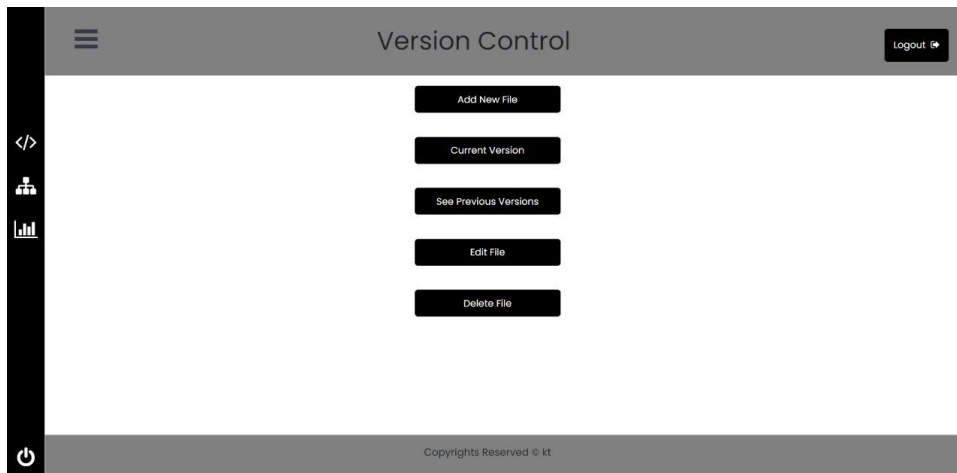 Version Control
Logout
Add New File
Current Version
See Previous Versions
Edit File
Delete File
Copyrights Reserved © kt